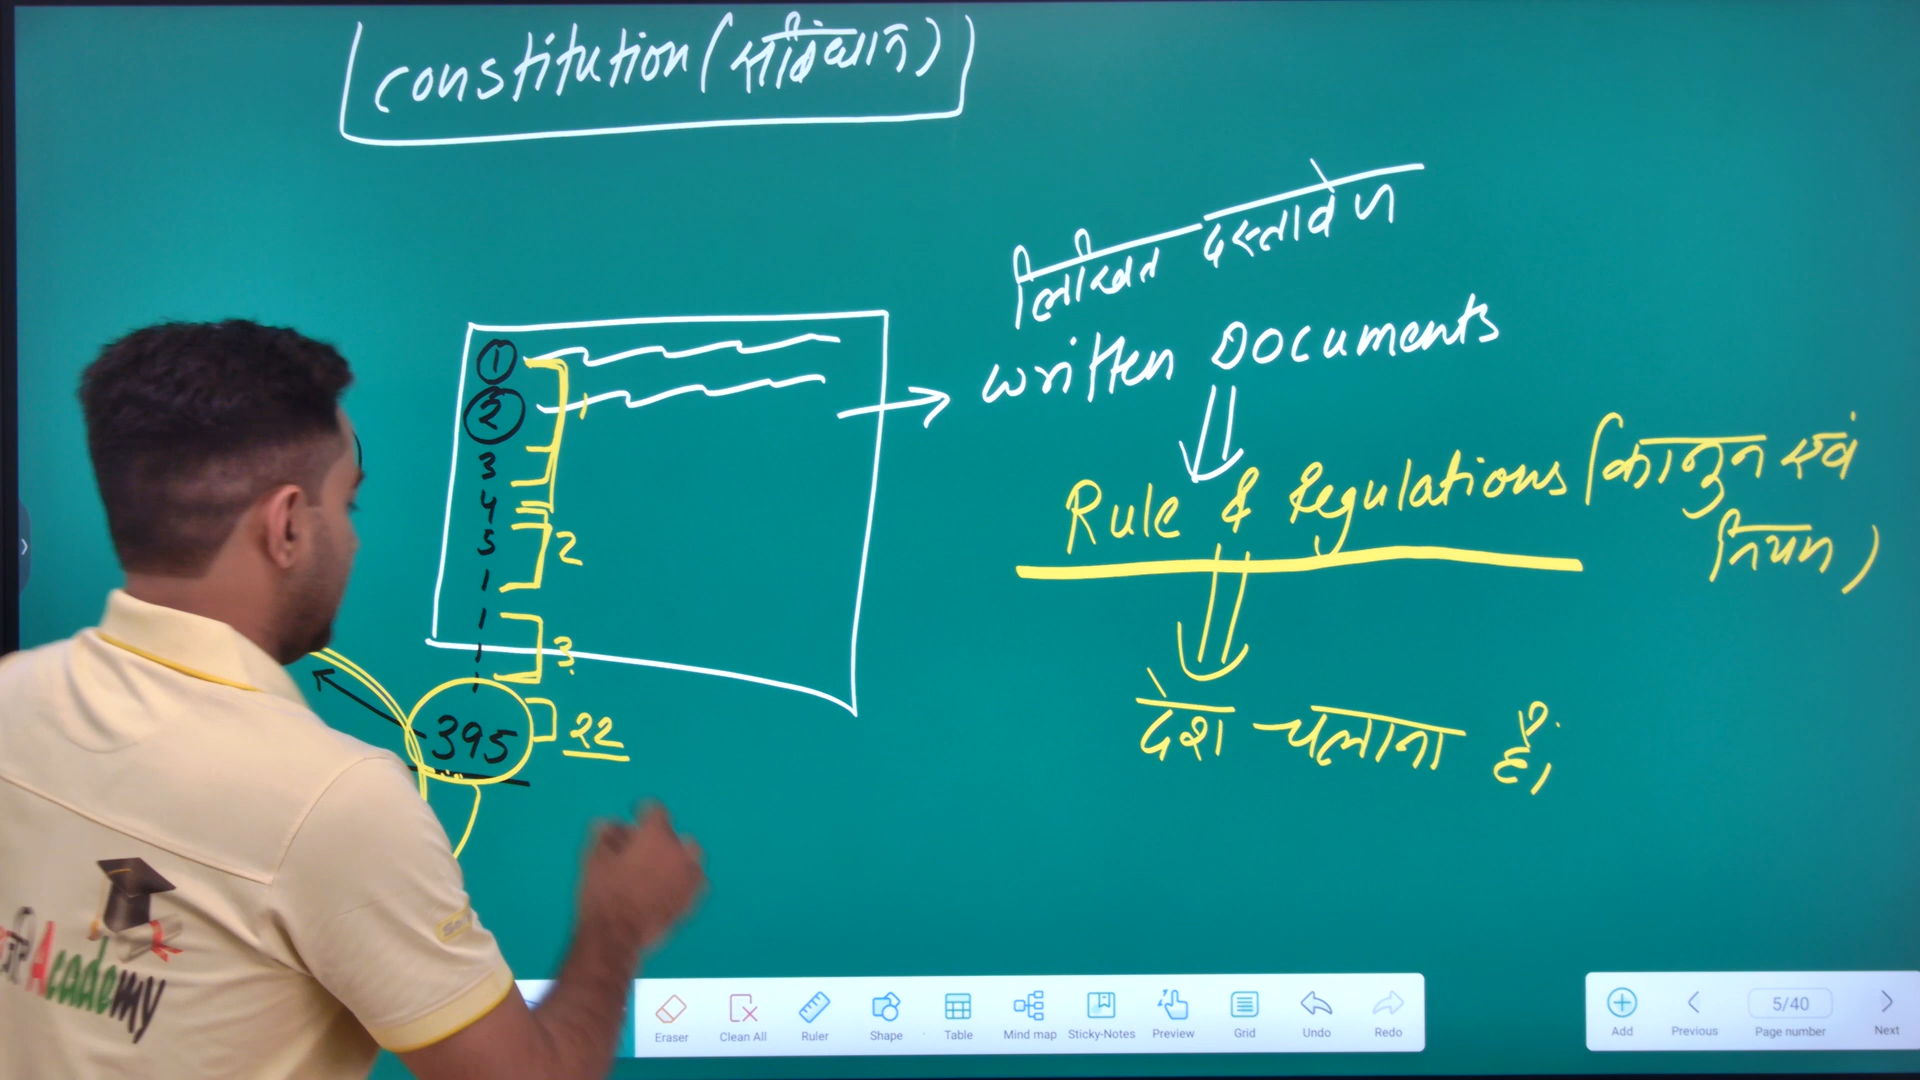 constitution (संविधान)
लिखित दस्तावेज
written Documents
Rule & Regulations (कानुन एवं
नियम)
देश चलाना है।
1
2
3
4
5
1
2
3
395
22
Academy
Eraser
Clean All
Ruler
Shape
Table
Mind map
Sticky-Notes
Preview
Grid
Undo
Redo
Add
Previous
5/40
Page number
Next